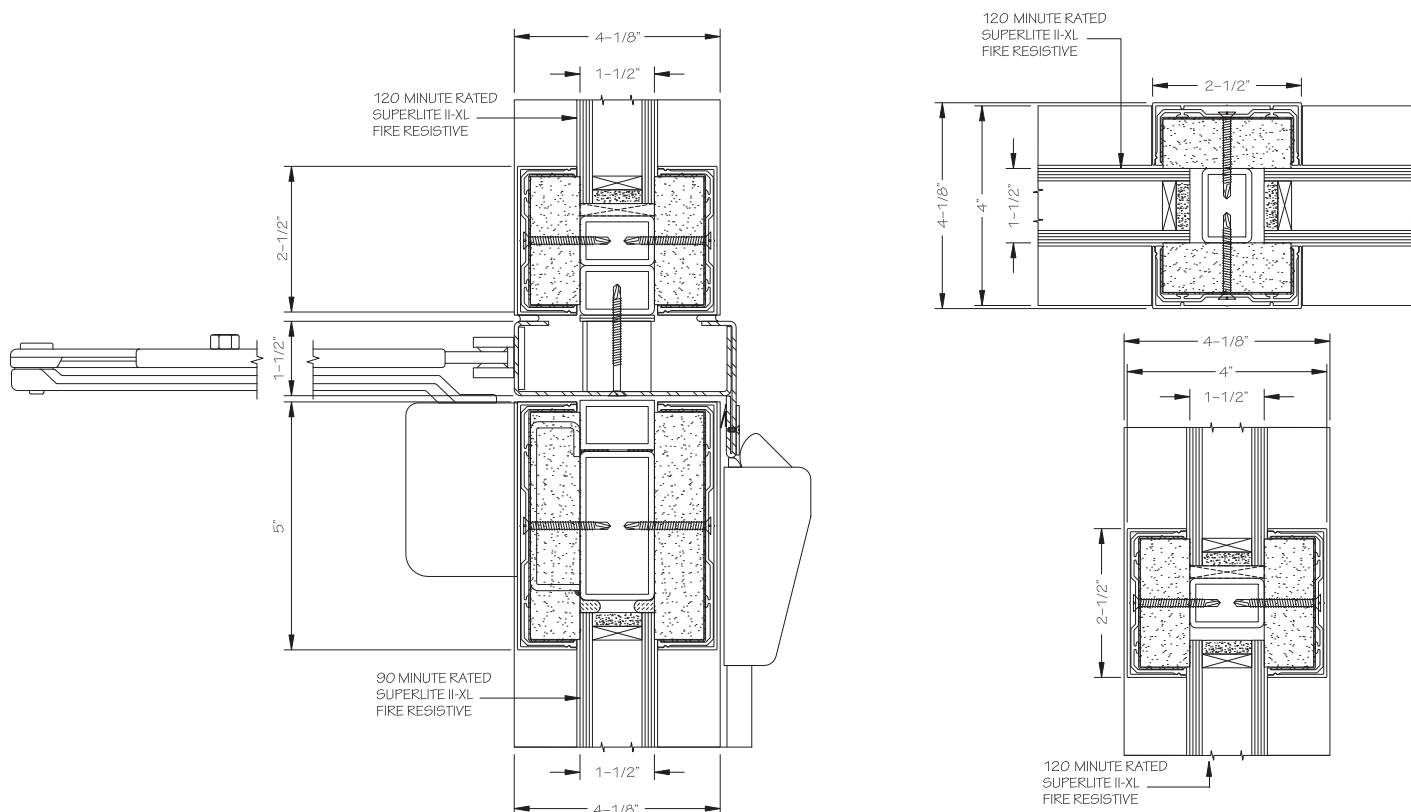 4-1/8"
1-1/2"
120 MINUTE RATED
SUPERLITE II-XL
FIRE RESISTIVE
2-1/2"
1-1/2"
5"
90 MINUTE RATED
SUPERLITE II-XL
FIRE RESISTIVE
1-1/2"
4-1/8"
120 MINUTE RATED
SUPERLITE II-XL
FIRE RESISTIVE
2-1/2"
4-1/8"
4"
1-1/2"
4-1/8"
4"
1-1/2"
2-1/2"
120 MINUTE RATED
SUPERLITE II-XL
FIRE RESISTIVE